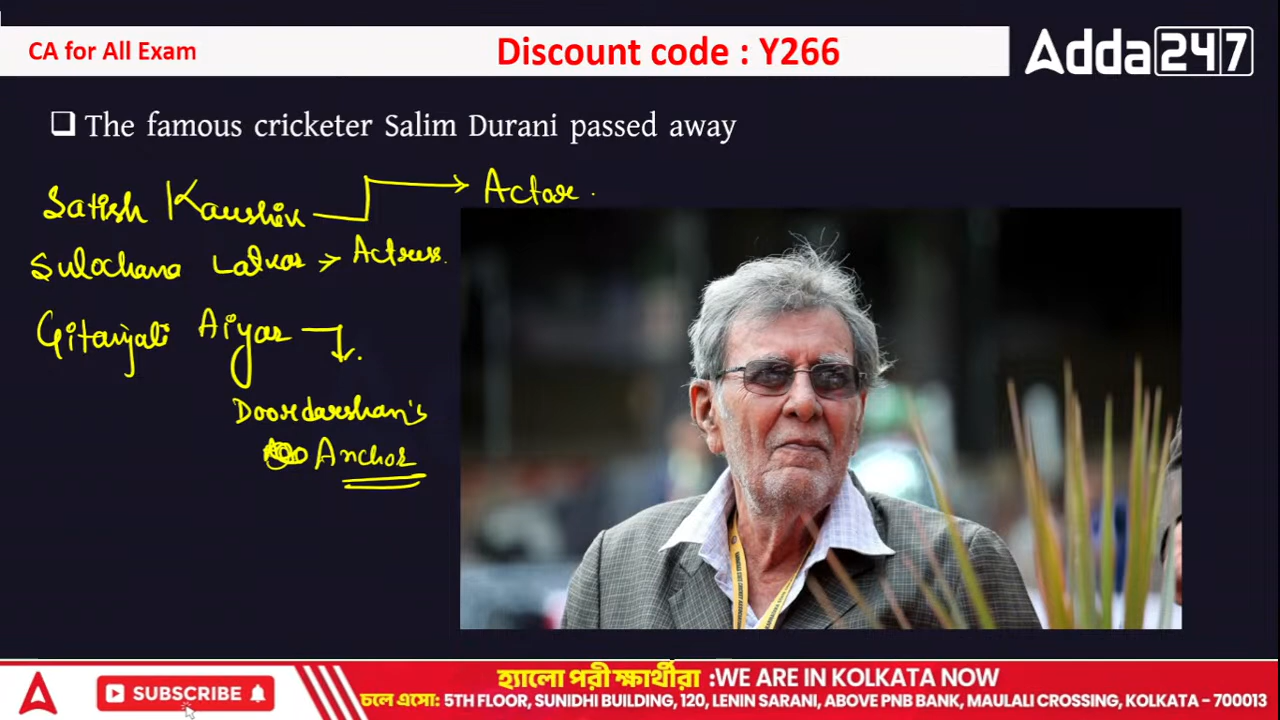 CA for All Exam
Discount code : Y266
Adda247
The famous cricketer Salim Durani passed away
Satish Kaushik → Actore.
Sulochana Latkar → Actress.
Gitanjali Aiyar
Doordarshan's
Anchor
SUBSCRIBE
হ্যালো পরীক্ষার্থীরা :WE ARE IN KOLKATA NOW
চলে এসো: 5TH FLOOR, SUNIDHI BUILDING, 120, LENIN SARANI, ABOVE PNB BANK, MAULALI CROSSING, KOLKATA - 700013